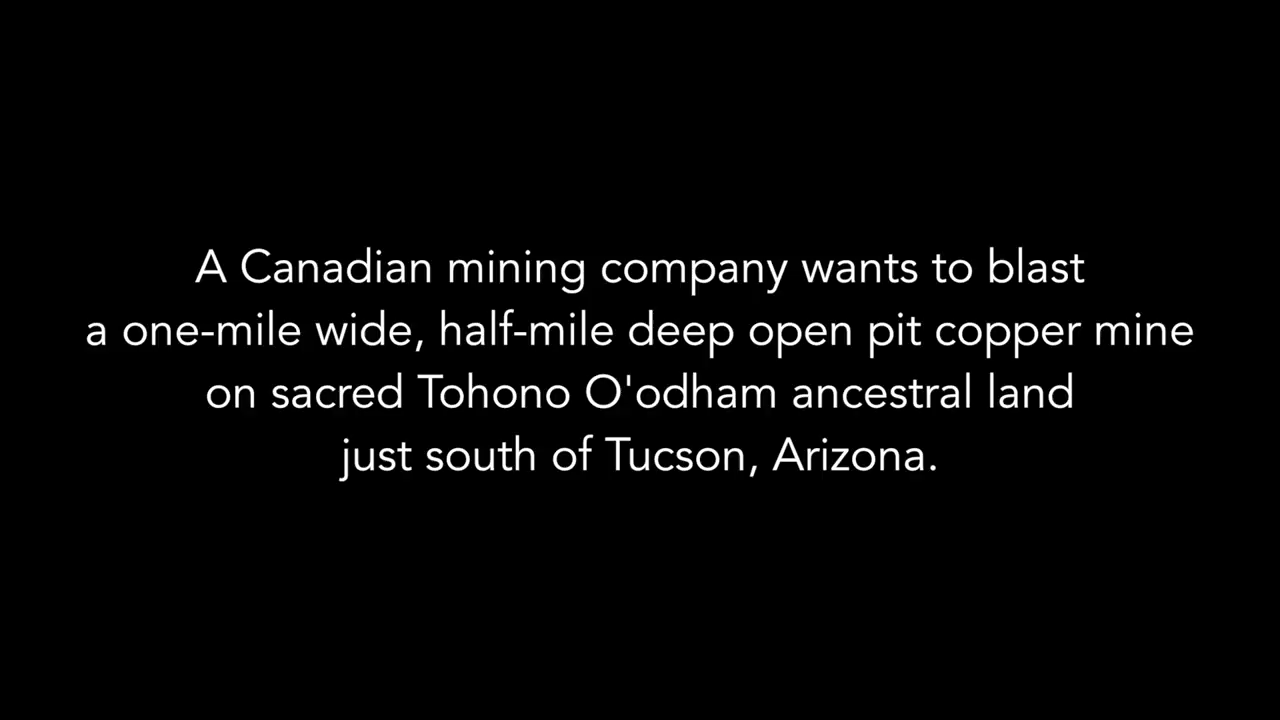 A Canadian mining company wants to blast
a one-mile wide, half-mile deep open pit copper mine
on sacred Tohono O'odham ancestral land
just south of Tucson, Arizona.